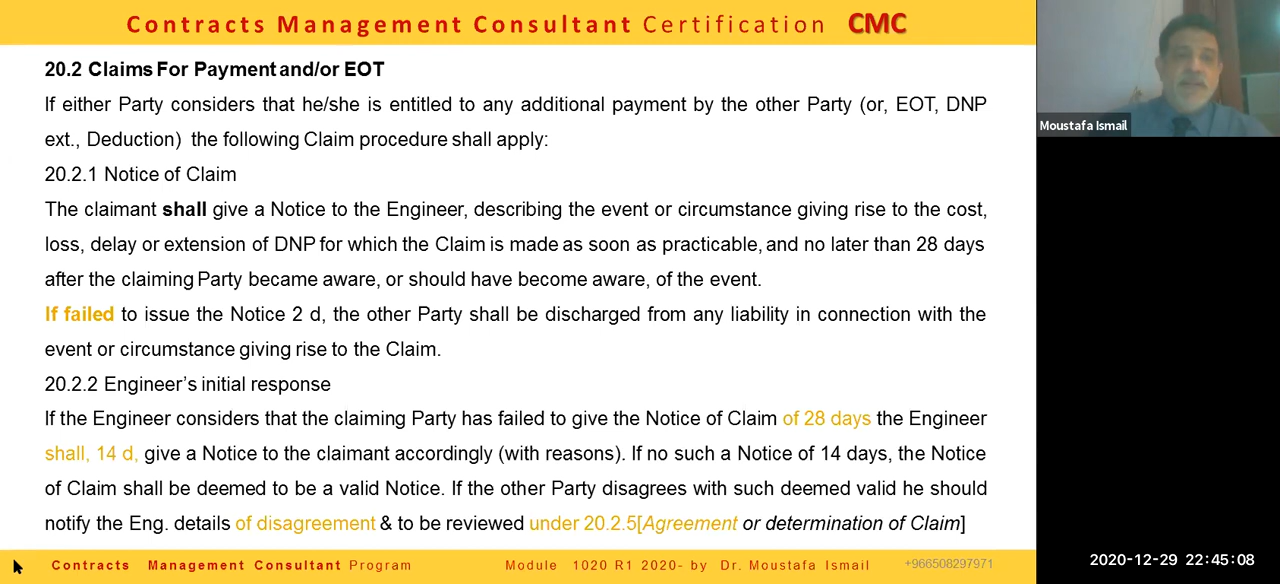 Contracts Management Consultant Certification CMC
20.2 Claims For Payment and/or EOT
If either Party considers that he/she is entitled to any additional payment by the other Party (or, EOT, DNP
ext., Deduction) the following Claim procedure shall apply:
20.2.1 Notice of Claim
The claimant shall give a Notice to the Engineer, describing the event or circumstance giving rise to the cost,
loss, delay or extension of DNP for which the Claim is made as soon as practicable, and no later than 28 days
after the claiming Party became aware, or should have become aware, of the event.
If failed to issue the Notice 2 d, the other Party shall be discharged from any liability in connection with the
event or circumstance giving rise to the Claim.
20.2.2 Engineer's initial response
If the Engineer considers that the claiming Party has failed to give the Notice of Claim of 28 days the Engineer
shall, 14 d, give a Notice to the claimant accordingly (with reasons). If no such a Notice of 14 days, the Notice
of Claim shall be deemed to be a valid Notice. If the other Party disagrees with such deemed valid he should
notify the Eng. details of disagreement & to be reviewed under 20.2.5[Agreement or determination of Claim]
Contracts Management Consultant Program Module 1020 R1 2020- by Dr. Moustafa Ismail +966508297971
Moustafa Ismail
2020-12-29 22:45:08